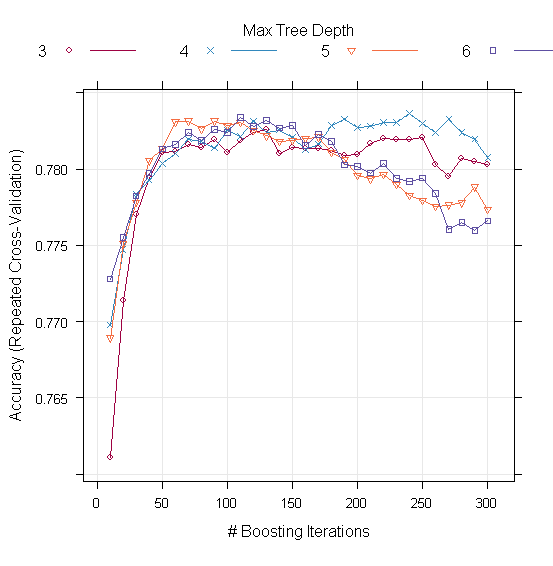 Max Tree Depth
3 4 5 6
Accuracy (Repeated Cross-Validation)
0.780
0.775
0.770
0.765
0 50 100 150 200 250 300
# Boosting Iterations